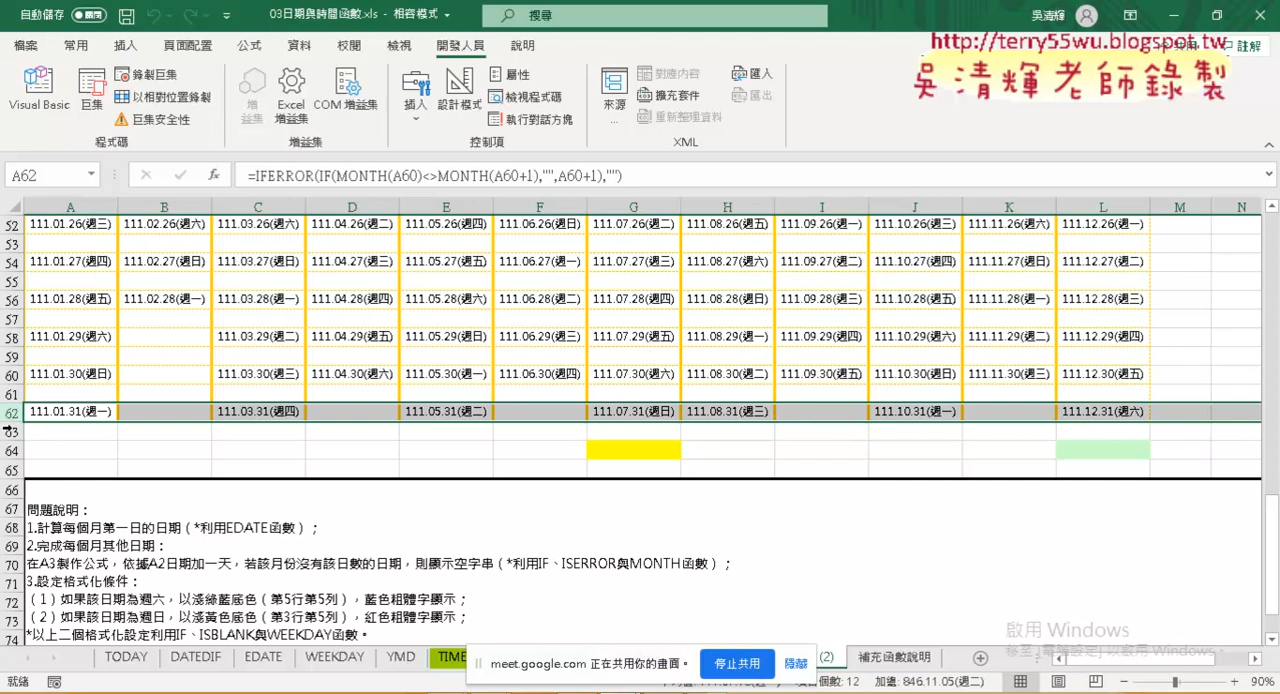 自動儲存 關閉 03日期與時間函數.xls - 相容模式 搜尋 吳清輝
檔案 常用 插入 頁面配置 公式 資料 校閱 檢視 開發人員 說明 註解
http://terry55wu.blogspot.tw
吳清輝老師錄製
Visual Basic 巨集 錄製巨集 以相對位置錄製 巨集安全性 增益集 Excel 增益集 COM 增益集 插入 設計模式 屬性 檢視程式碼 執行對話方塊 來源 對應內容 擴充套件 重新整理資料 匯入 匯出
程式碼 增益集 控制項 XML
A62 =IFERROR(IF(MONTH(A60)<>MONTH(A60+1),"",A60+1),"")
A B C D E F G H I J K L M N
52 111.01.26(週三) 111.02.26(週六) 111.03.26(週六) 111.04.26(週二) 111.05.26(週四) 111.06.26(週日) 111.07.26(週二) 111.08.26(週五) 111.09.26(週一) 111.10.26(週三) 111.11.26(週六) 111.12.26(週一)
53
54 111.01.27(週四) 111.02.27(週日) 111.03.27(週日) 111.04.27(週三) 111.05.27(週五) 111.06.27(週一) 111.07.27(週三) 111.08.27(週六) 111.09.27(週二) 111.10.27(週四) 111.11.27(週日) 111.12.27(週二)
55
56 111.01.28(週五) 111.02.28(週一) 111.03.28(週一) 111.04.28(週四) 111.05.28(週六) 111.06.28(週二) 111.07.28(週四) 111.08.28(週日) 111.09.28(週三) 111.10.28(週五) 111.11.28(週一) 111.12.28(週三)
57
58 111.01.29(週六) 111.03.29(週二) 111.04.29(週五) 111.05.29(週日) 111.06.29(週三) 111.07.29(週五) 111.08.29(週一) 111.09.29(週四) 111.10.29(週六) 111.11.29(週二) 111.12.29(週四)
59
60 111.01.30(週日) 111.03.30(週三) 111.04.30(週六) 111.05.30(週一) 111.06.30(週四) 111.07.30(週六) 111.08.30(週二) 111.09.30(週五) 111.10.30(週日) 111.11.30(週三) 111.12.30(週五)
61
62 111.01.31(週一) 111.03.31(週四) 111.05.31(週二) 111.07.31(週日) 111.08.31(週三) 111.10.31(週一) 111.12.31(週六)
63
64
65
66
67 問題說明：
68 1.計算每個月第一日的日期（*利用EDATE函數）；
69 2.完成每個月其他日期：
70 在A3製作公式，依據A2日期加一天，若該月份沒有該日數的日期，則顯示空字串（*利用IF、ISERROR與MONTH函數）；
71 3.設定格式化條件：
72 （1）如果該日期為週六，以淺綠藍底色（第5行第5列），藍色粗體字顯示；
73 （2）如果該日期為週日，以淺黃色底色（第3行第5列），紅色粗體字顯示；
74 *以上二個格式化設定利用IF、ISBLANK與WEEKDAY函數。
啟用 Windows
TODAY DATEDIF EDATE YMD TIME (2) 補充函數說明
meet.google.com 正在共用你的畫面。 停止共用 隱藏
就緒 項目個數: 12 加總: 846.11.05(週二) 90%